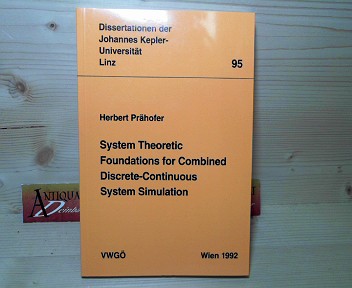 Dissertationen der
Johannes Kepler-
Universität
Linz 95
Herbert Prähofer
System Theoretic
Foundations for Combined
Discrete-Continuous
System Simulation
VWGÖ Wien 1992